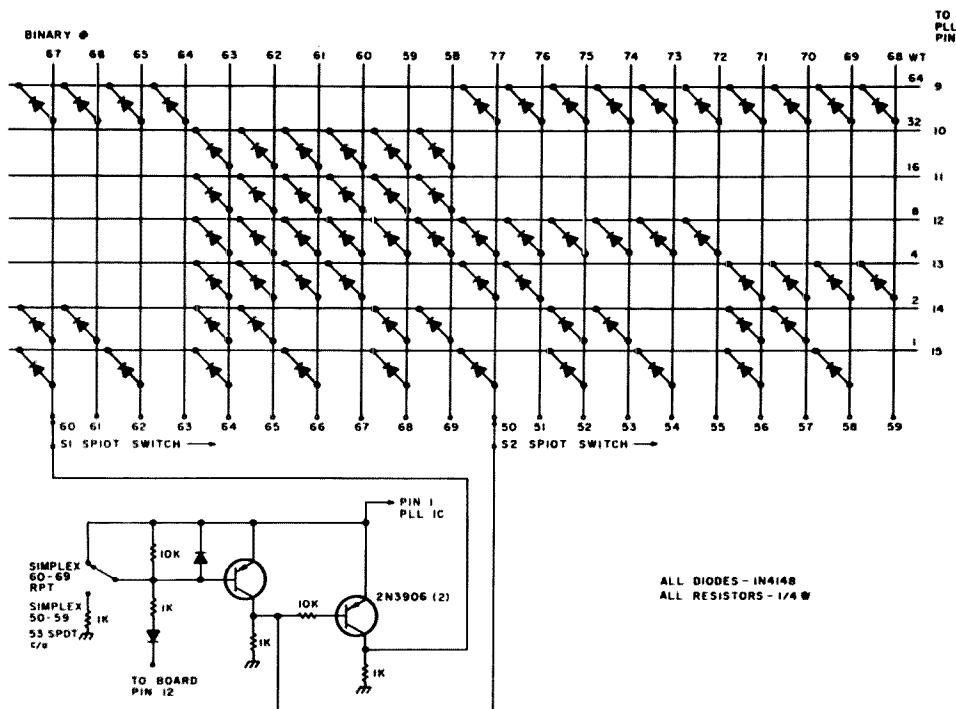 TO
PLL
PIN
BINARY #
67 66 65 64 63 62 61 60 59 58 77 76 75 74 73 72 71 70 69 68 WT
64 9
32 10
16 11
8 12
4 13
2 14
1 15
60 61 62 63 64 65 66 67 68 69 50 51 52 53 54 55 56 57 58 59
S1 SP10T SWITCH
S2 SP10T SWITCH
PIN 1
PLL IC
10K
SIMPLEX
60-69
RPT
1K
SIMPLEX
50-59
1K
53 SPDT
C/O
10K
2N3906 (2)
1K
1K
TO BOARD
PIN 12
ALL DIODES - 1N4148
ALL RESISTORS - 1/4 W